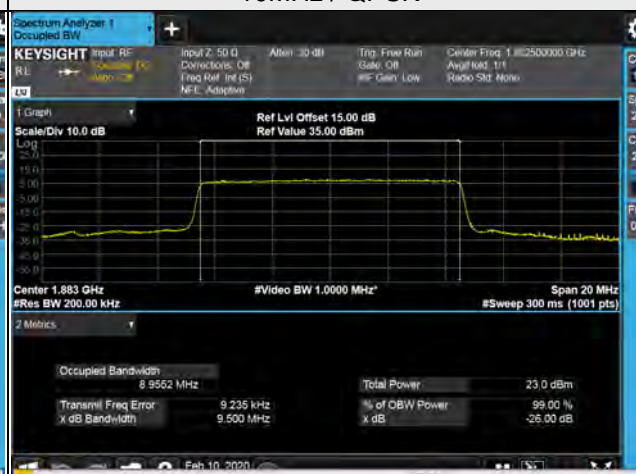 10MHz / QPSK
Spectrum Analyzer 1
Occupied BW
KEYSIGHT Input: RF
RL
Input Z: 50 Ω
Corrections: Off
Freq Ref: Int (S)
NFE: Adaptive
Atten: 30 dB
Trig: Free Run
Gate: Off
#IF Gain: Low
Center Freq: 1.882500000 GHz
Avg|Hold: 1/1
Radio Std: None
1 Graph
Scale/Div 10.0 dB
Ref Lvl Offset 15.00 dB
Ref Value 35.00 dBm
Log
25.0
15.0
5.00
-5.00
-15.0
-25.0
-35.0
-45.0
-55.0
Center 1.883 GHz
#Res BW 200.00 kHz
#Video BW 1.0000 MHz*
Span 20 MHz
#Sweep 300 ms (1001 pts)
2 Metrics
Occupied Bandwidth
8.9552 MHz
Total Power 23.0 dBm
Transmit Freq Error 9.235 kHz
% of OBW Power 99.00 %
x dB Bandwidth 9.500 MHz
x dB -26.00 dB
Feb 10, 2020